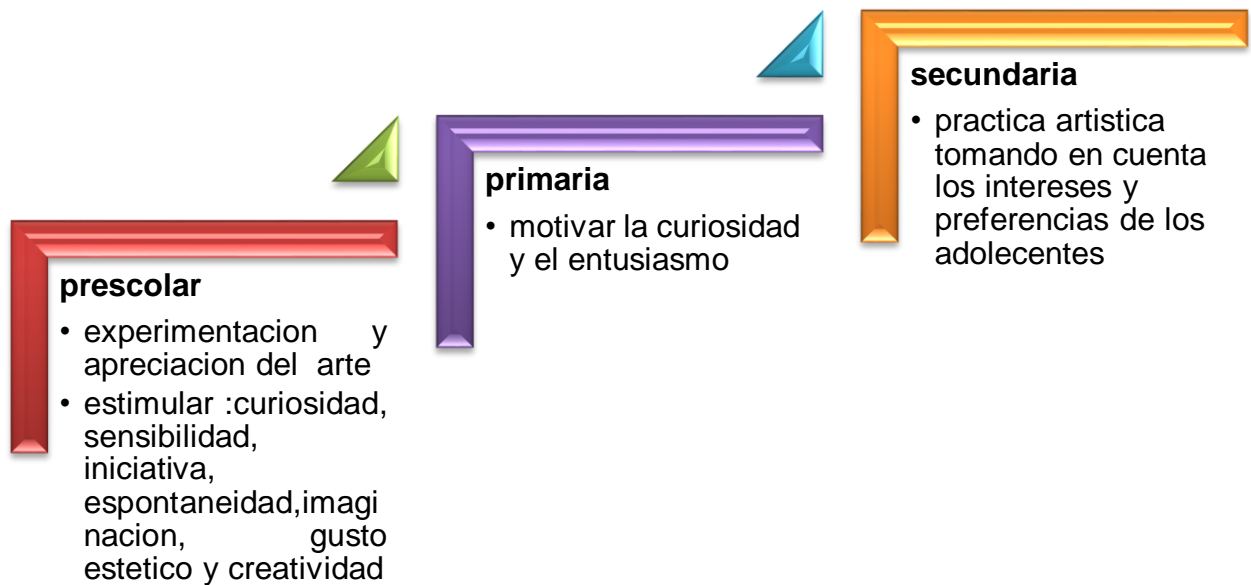 prescolar
• experimentacion y
apreciacion del arte
• estimular :curiosidad,
sensibilidad,
iniciativa,
espontaneidad,imagi
nacion, gusto
estetico y creatividad
primaria
• motivar la curiosidad
y el entusiasmo
secundaria
• practica artistica
tomando en cuenta
los intereses y
preferencias de los
adolecentes